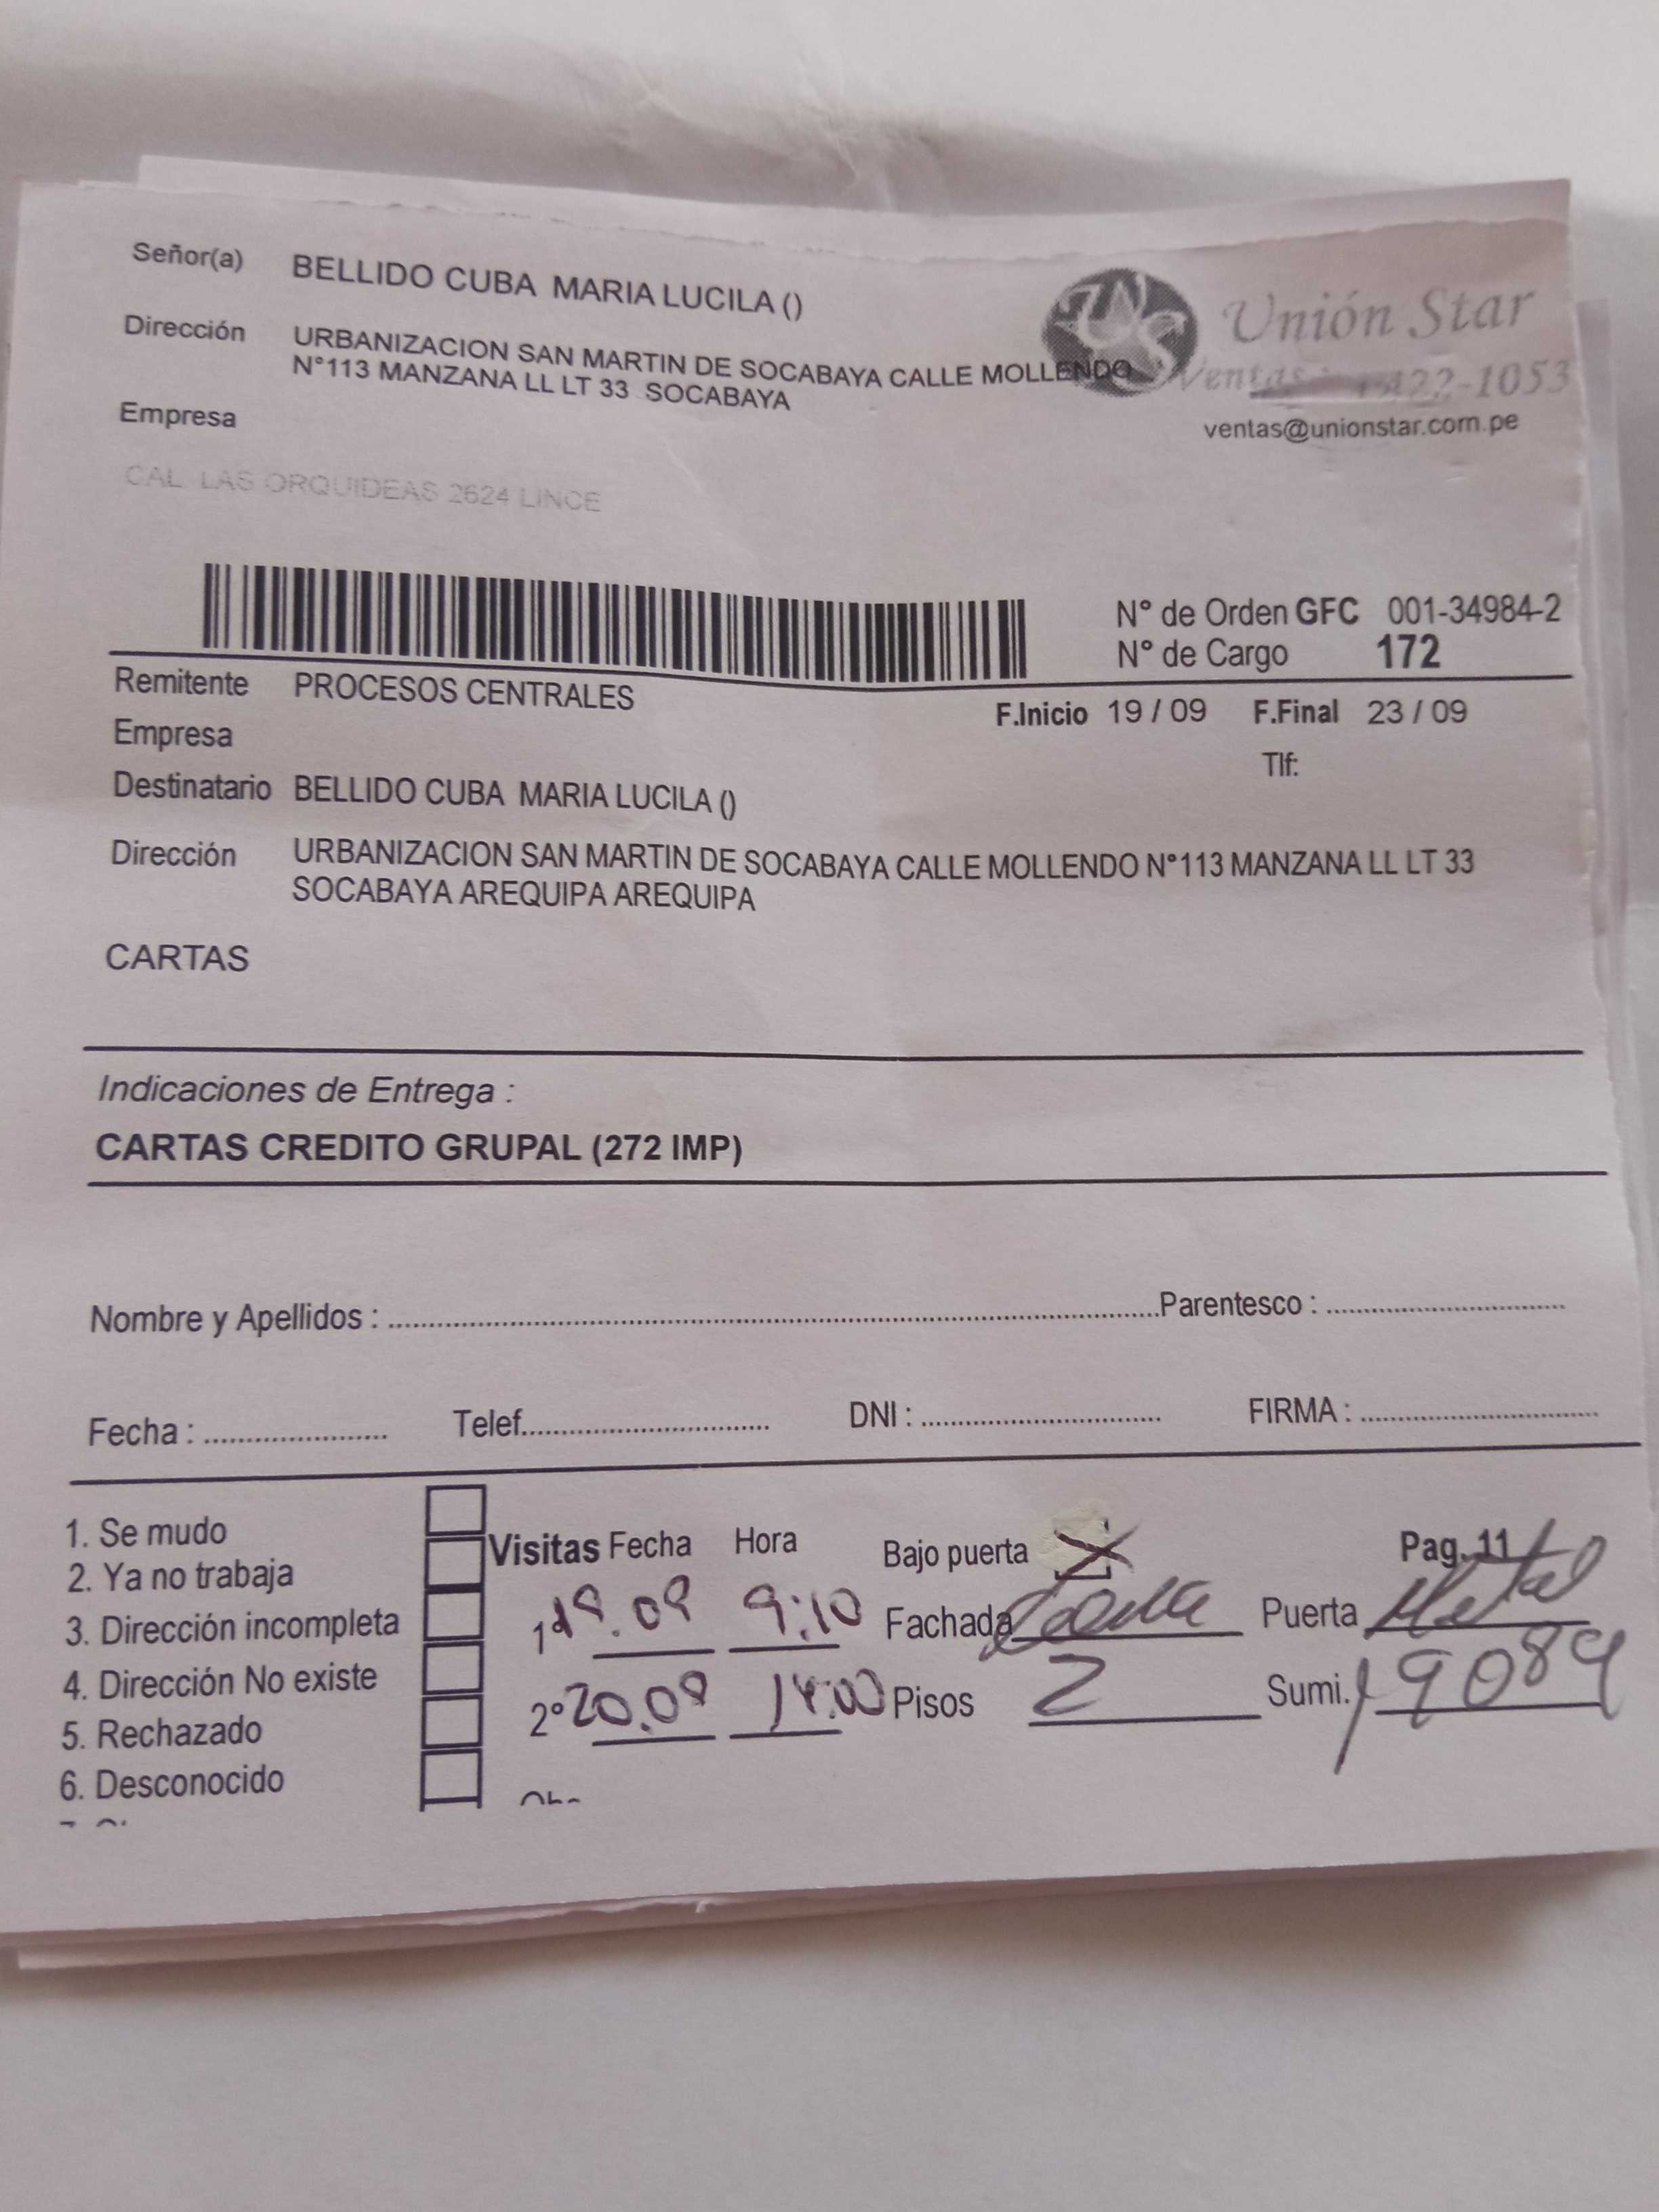 Señor(a) BELLIDO CUBA MARIA LUCILA ()
Unión Star
Dirección URBANIZACION SAN MARTIN DE SOCABAYA CALLE MOLLENDO
N°113 MANZANA LL LT 33 SOCABAYA
Ventas 422-1053
Empresa
ventas@unionstar.com.pe
CAL LAS ORQUIDEAS 2624 LINCE
N° de Orden GFC 001-34984-2
N° de Cargo 172
Remitente PROCESOS CENTRALES
F.Inicio 19 / 09 F.Final 23 / 09
Empresa
Tlf:
Destinatario BELLIDO CUBA MARIA LUCILA ()
Dirección URBANIZACION SAN MARTIN DE SOCABAYA CALLE MOLLENDO N°113 MANZANA LL LT 33
SOCABAYA AREQUIPA AREQUIPA
CARTAS
Indicaciones de Entrega :
CARTAS CREDITO GRUPAL (272 IMP)
Nombre y Apellidos : Parentesco :
Fecha : Telef. DNI : FIRMA :
1. Se mudo
Visitas Fecha Hora Bajo puerta X Pag. 11
2. Ya no trabaja
1° 19.09 9:10 Fachada Puerta Metal
3. Dirección incompleta
4. Dirección No existe
2° 20.09 14:00 Pisos 2 Sumi. 19089
5. Rechazado
6. Desconocido